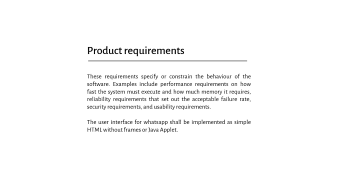 Product requirements
These requirements specify or constrain the behaviour of the
software. Examples include performance requirements on how
fast the system must execute and how much memory it requires,
reliability requirements that set out the acceptable failure rate,
security requirements, and usability requirements.
The user interface for whatsapp shall be implemented as simple
HTML without frames or Java Applet.